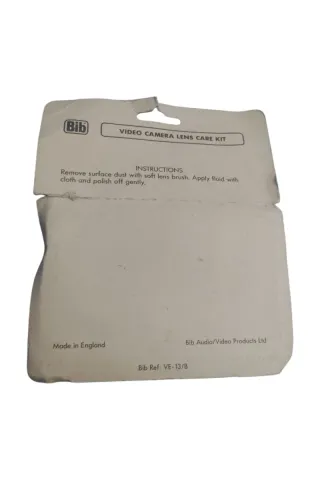 Bib
VIDEO CAMERA LENS CARE KIT
INSTRUCTIONS
Remove surface dust with soft lens brush. Apply fluid with
cloth and polish off gently.
Made in England
Bib Audio/Video Products Ltd
Bib Ref. VE-12/B